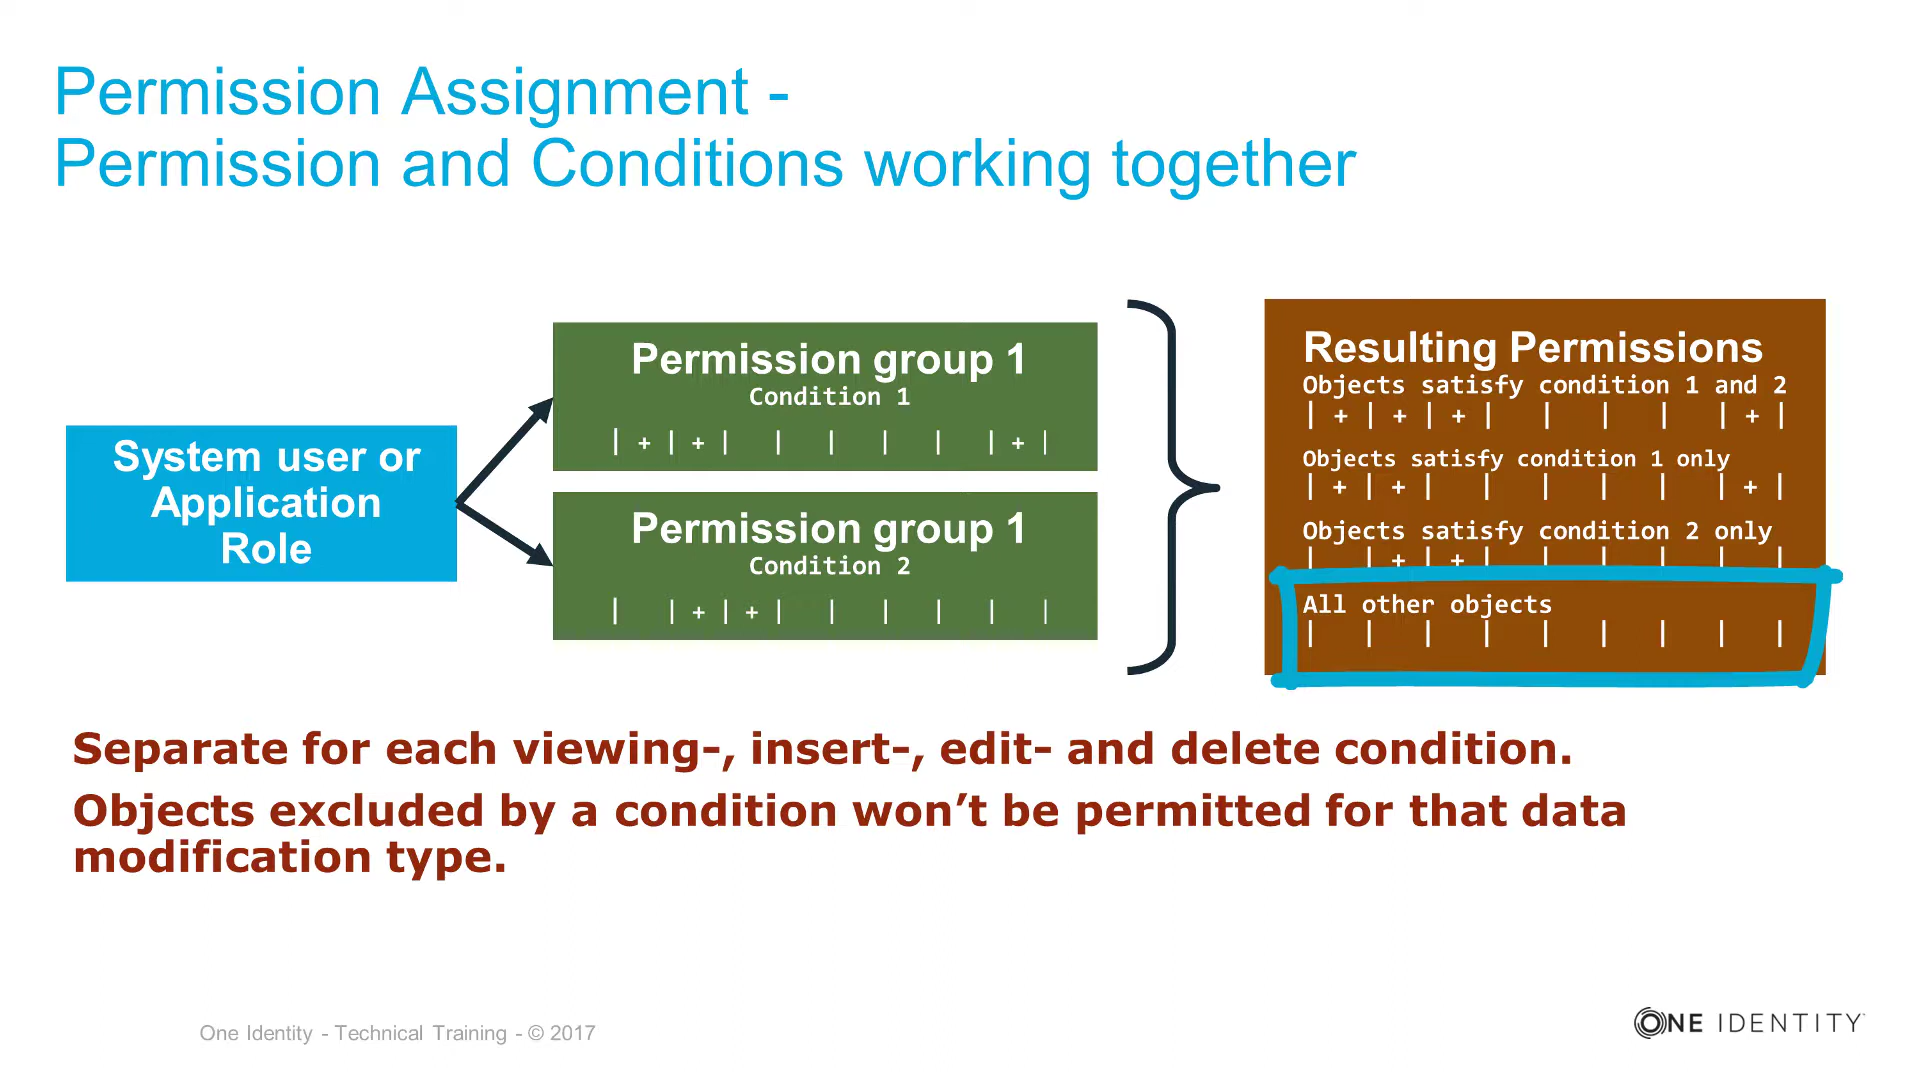 Permission Assignment -
Permission and Conditions working together
System user or
Application
Role
Permission group 1
Condition 1
| + | + |   |   |   |   | + |
Permission group 1
Condition 2
|   | + | + |   |   |   |   |   |
Resulting Permissions
Objects satisfy condition 1 and 2
| + | + | + |   |   |   | + |
Objects satisfy condition 1 only
| + | + |   |   |   |   | + |
Objects satisfy condition 2 only
|   | + | + |   |   |   |   |   |
All other objects
|   |   |   |   |   |   |   |   |
Separate for each viewing-, insert-, edit- and delete condition.
Objects excluded by a condition won’t be permitted for that data
modification type.
One Identity - Technical Training - © 2017
ONE IDENTITY